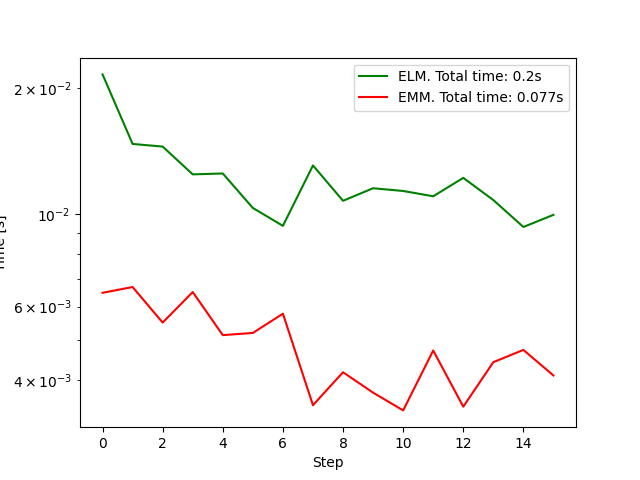 ELM. Total time: 0.2s
EMM. Total time: 0.077s
2 × 10⁻²
10⁻²
6 × 10⁻³
4 × 10⁻³
[s]
0 2 4 6 8 10 12 14
Step